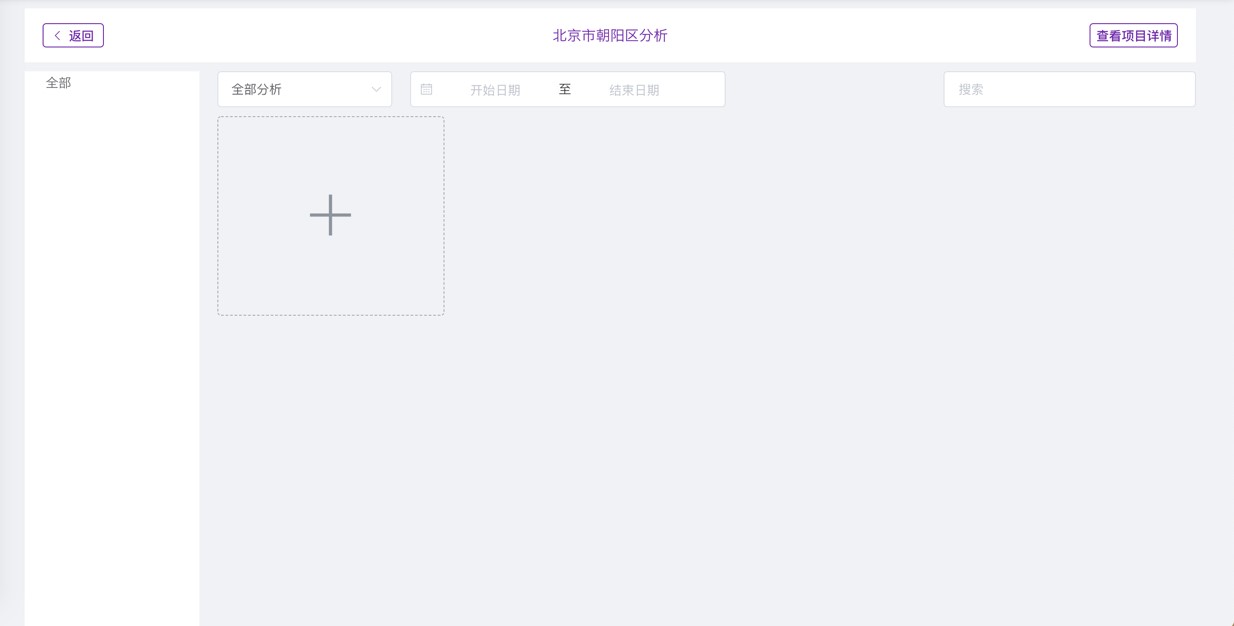 返回
北京市朝阳区分析
查看项目详情
全部
全部分析
开始日期 至 结束日期
搜索